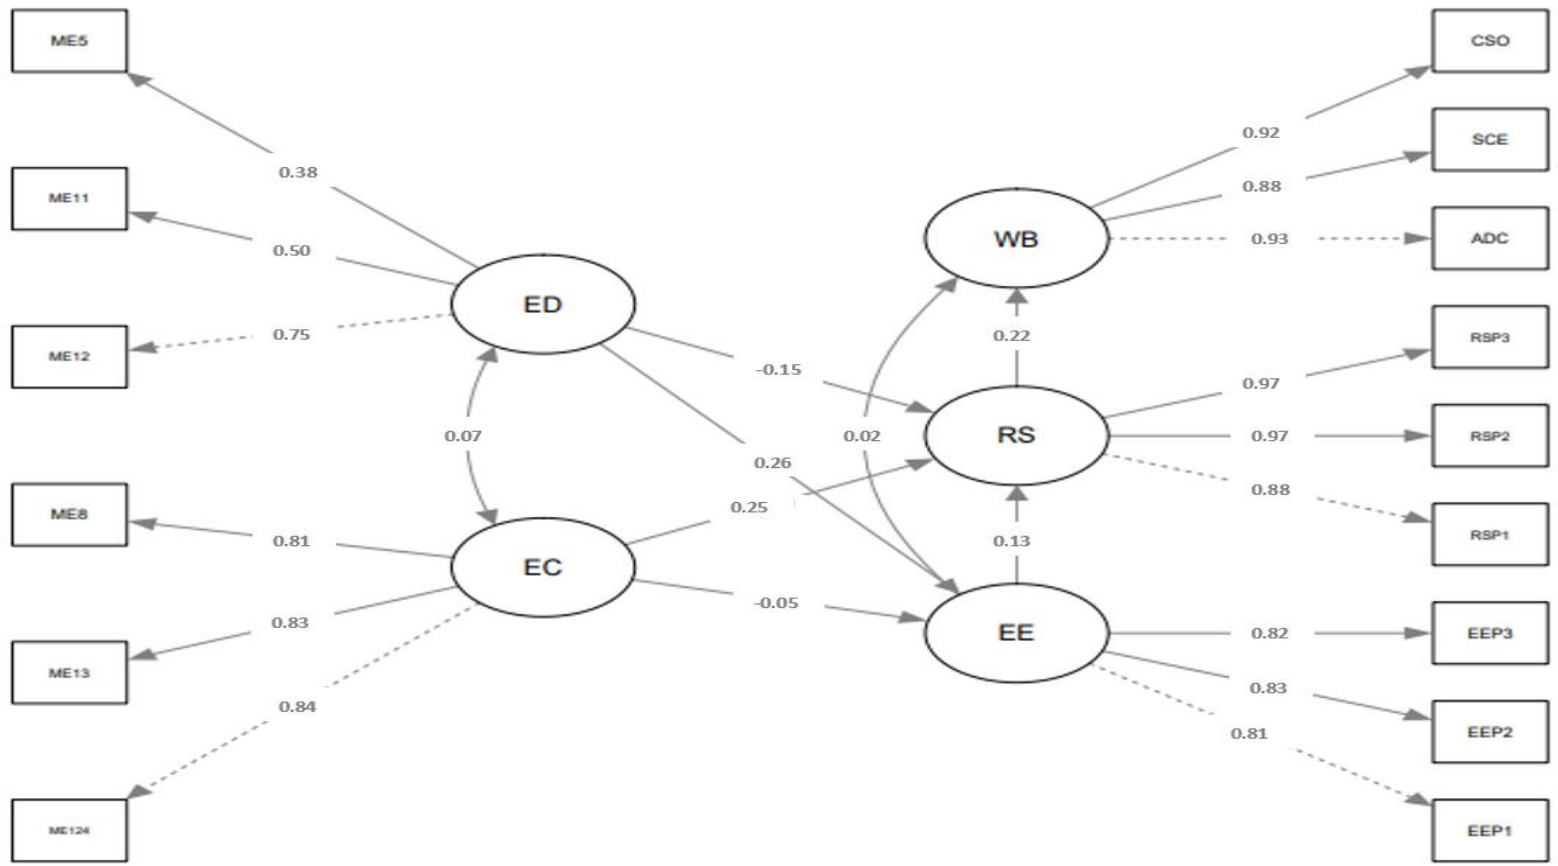 ME5
CSO
0.92
SCE
0.38
0.88
ME11
WB
ADC
0.93
0.50
ED
0.75
0.22
RSP3
ME12
-0.15
0.97
0.07
0.02
RS
0.97
RSP2
0.26
0.88
0.25
ME8
RSP1
0.81
0.13
EC
-0.05
0.83
EE
0.82
EEP3
ME13
0.83
0.84
0.81
EEP2
ME124
EEP1